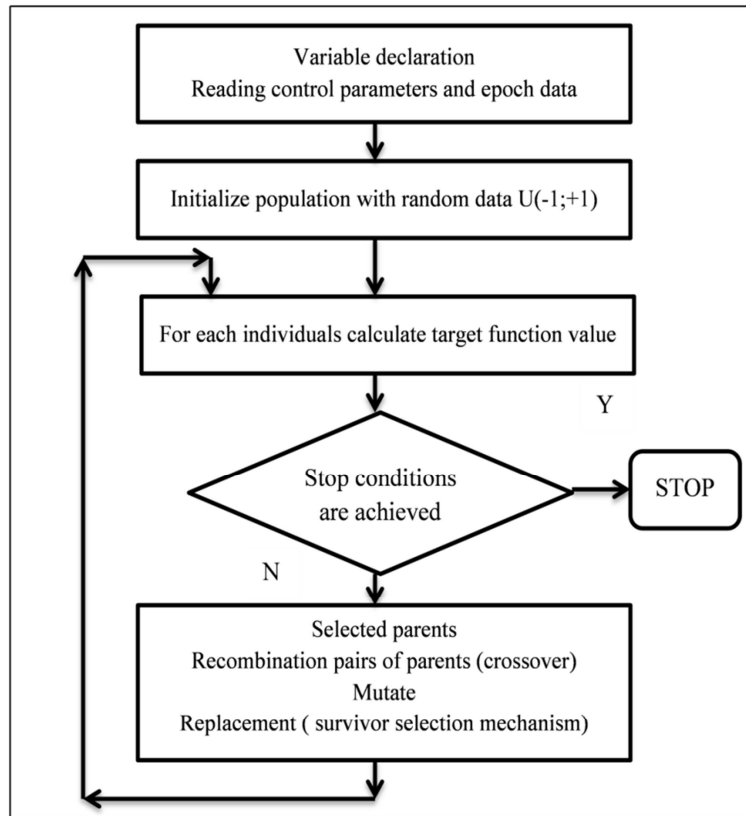 Variable declaration
Reading control parameters and epoch data
Initialize population with random data U(-1;+1)
For each individuals calculate target function value
Y
Stop conditions
are achieved
STOP
N
Selected parents
Recombination pairs of parents (crossover)
Mutate
Replacement ( survivor selection mechanism)